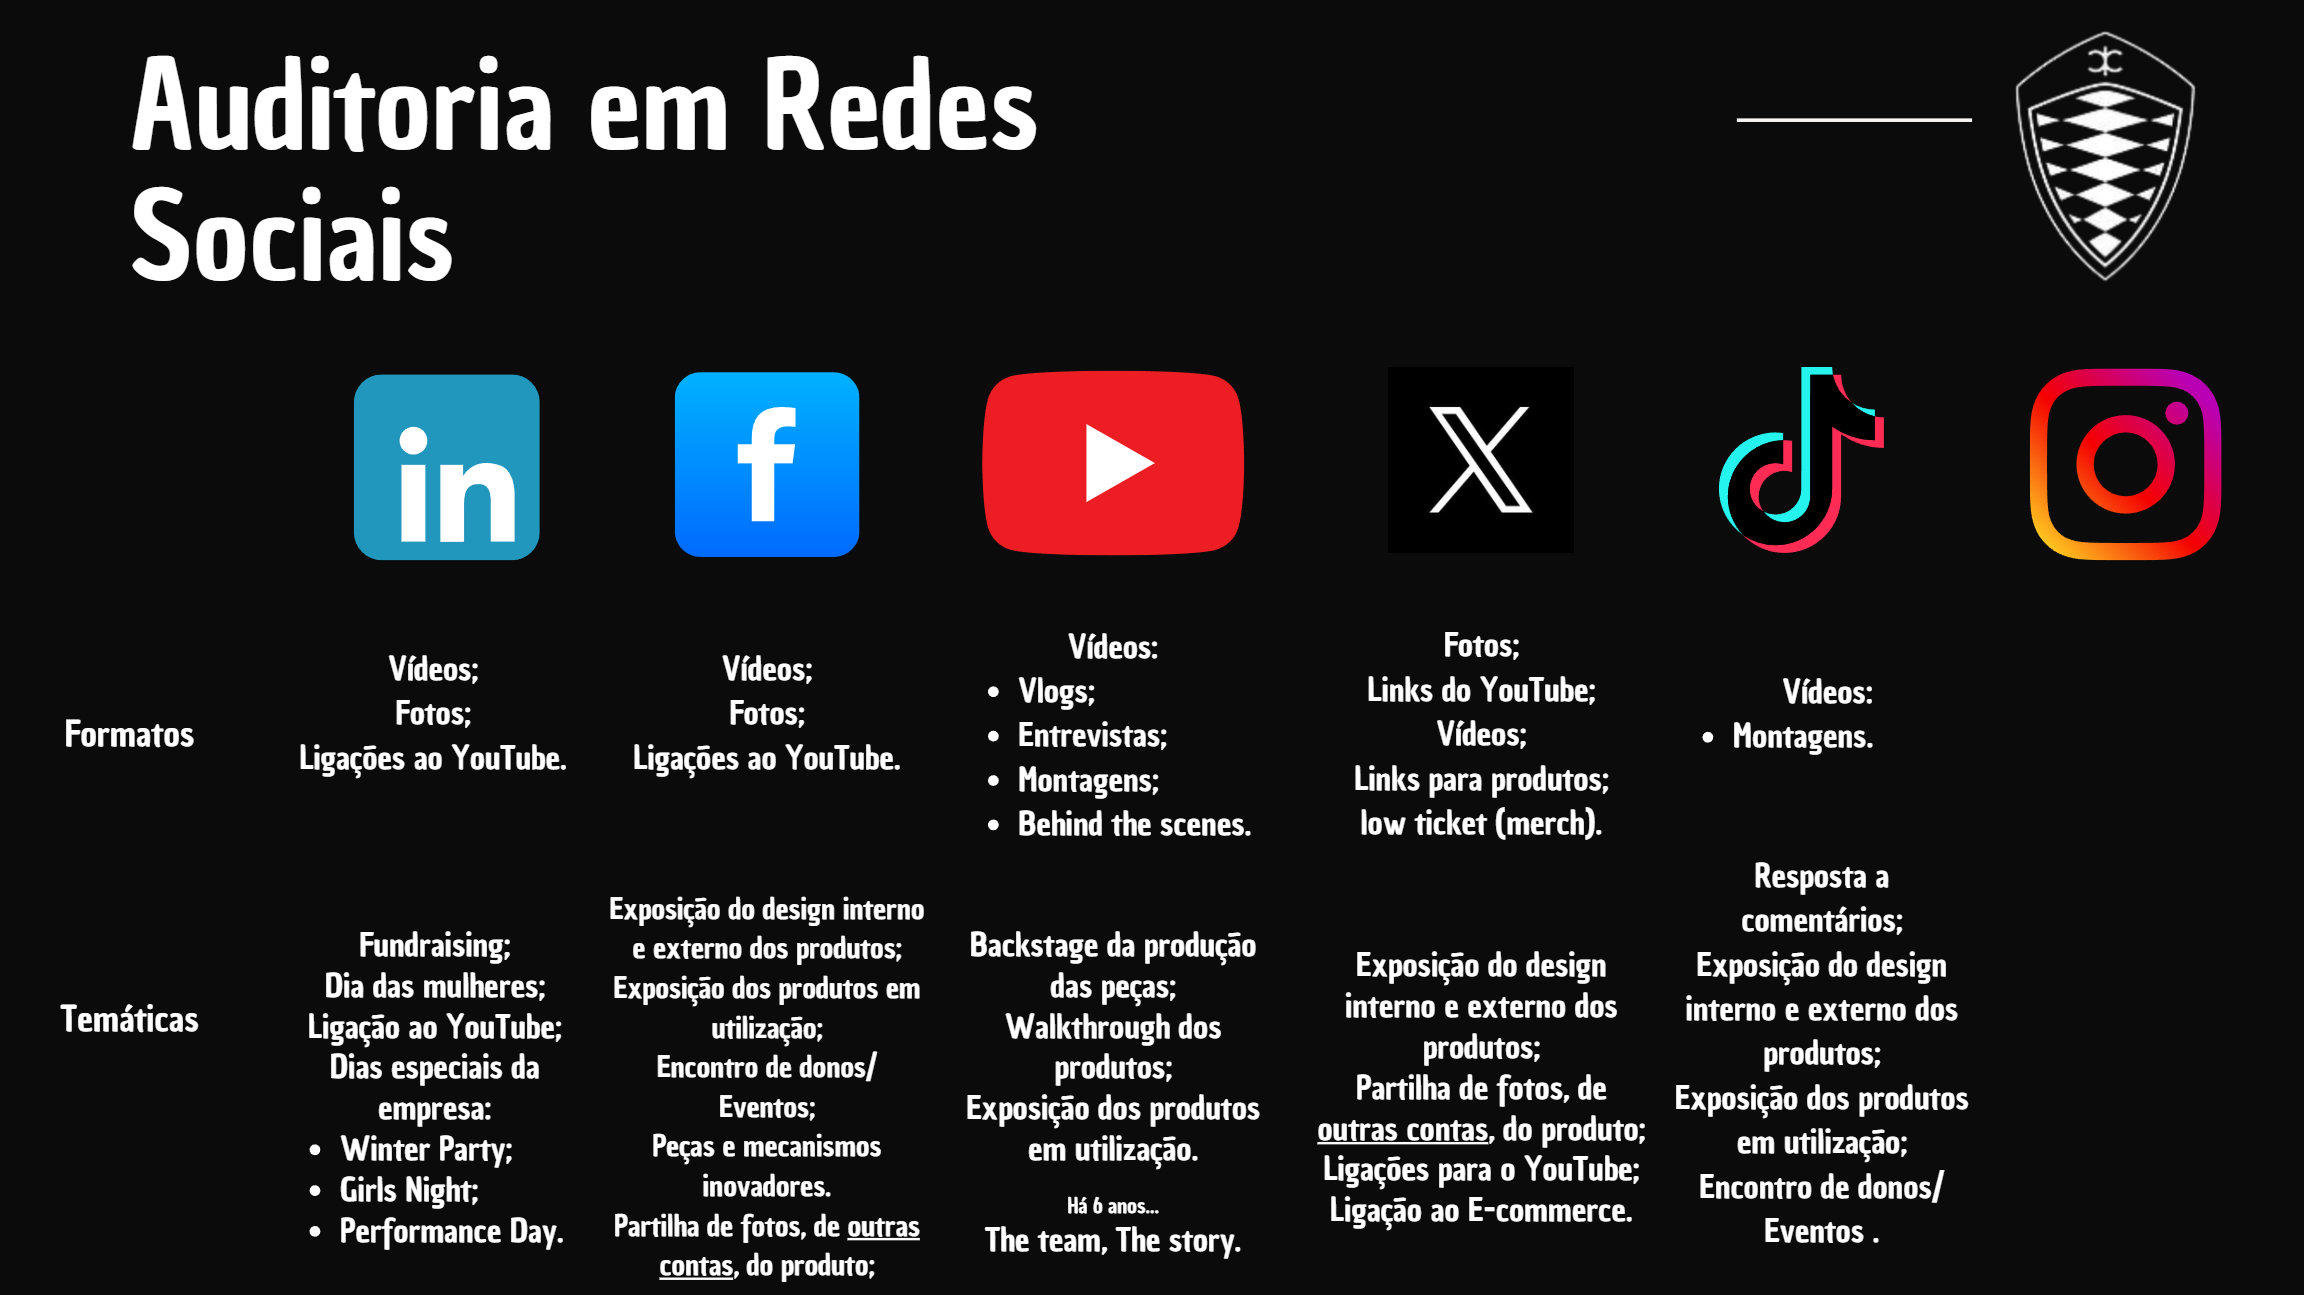 Auditoria em Redes
Sociais
Formatos
Vídeos;
Fotos;
Ligações ao YouTube.
Vídeos;
Fotos;
Ligações ao YouTube.
Vídeos:
• Vlogs;
• Entrevistas;
• Montagens;
• Behind the scenes.
Fotos;
Links do YouTube;
Vídeos;
Links para produtos;
low ticket (merch).
Vídeos:
• Montagens.
Temáticas
Fundraising;
Dia das mulheres;
Ligação ao YouTube;
Dias especiais da
empresa:
• Winter Party;
• Girls Night;
• Performance Day.
Exposição do design interno
e externo dos produtos;
Exposição dos produtos em
utilização;
Encontro de donos/
Eventos;
Peças e mecanismos
inovadores.
Partilha de fotos, de outras
contas, do produto;
Backstage da produção
das peças;
Walkthrough dos
produtos;
Exposição dos produtos
em utilização.
Há 6 anos...
The team, The story.
Exposição do design
interno e externo dos
produtos;
Partilha de fotos, de
outras contas, do produto;
Ligações para o YouTube;
Ligação ao E-commerce.
Resposta a
comentários;
Exposição do design
interno e externo dos
produtos;
Exposição dos produtos
em utilização;
Encontro de donos/
Eventos .